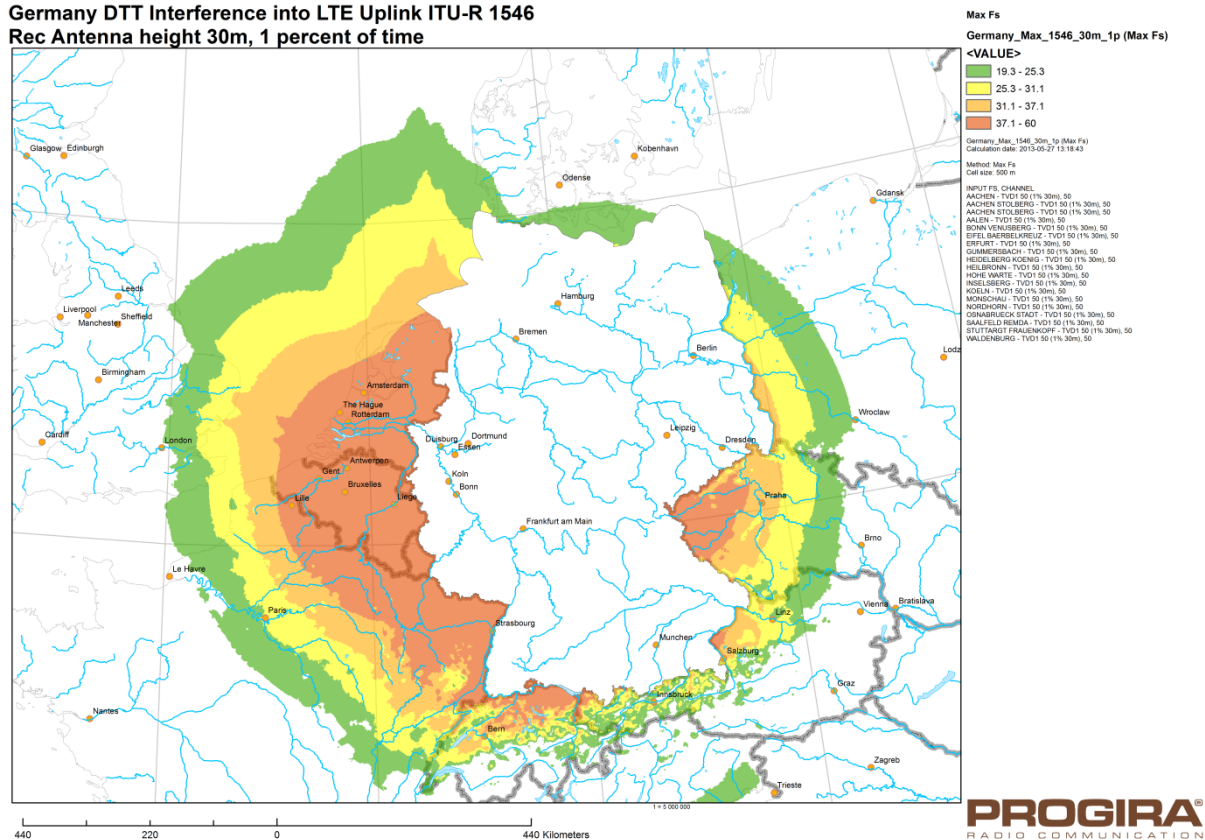 Germany DTT Interference into LTE Uplink ITU-R 1546
Rec Antenna height 30m, 1 percent of time
Max Fs
Germany_Max_1546_30m_1p (Max Fs)
<VALUE>
19.3 - 25.3
25.3 - 31.1
31.1 - 37.1
37.1 - 60
Germany_Max_1546_30m_1p (Max Fs)
Calculation date: 2013-05-27 13:18:43
Method: Max Fs
Cell size: 500 m
INPUT FS, CHANNEL
AACHEN - TVD1 50 (1% 30m), 50
AACHEN STOLBERG - TVD1 50 (1% 30m), 50
AACHEN STOLBERG - TVD1 50 (1% 30m), 50
AALEN - TVD1 50 (1% 30m), 50
BONN VENUSBERG - TVD1 50 (1% 30m), 50
EIFEL BAERBELKREUZ - TVD1 50 (1% 30m), 50
ERFURT - TVD1 50 (1% 30m), 50
GUMMERSBACH - TVD1 50 (1% 30m), 50
HEIDELBERG KOENIG - TVD1 50 (1% 30m), 50
HEILBRONN - TVD1 50 (1% 30m), 50
HOHE WARTE - TVD1 50 (1% 30m), 50
INSELSBERG - TVD1 50 (1% 30m), 50
KOELN - TVD1 50 (1% 30m), 50
MONSCHAU - TVD1 50 (1% 30m), 50
NORDHORN - TVD1 50 (1% 30m), 50
OSNABRUECK STADT - TVD1 50 (1% 30m), 50
SAALFELD REMDA - TVD1 50 (1% 30m), 50
STUTTARGT FRAUENKOPF - TVD1 50 (1% 30m), 50
WALDENBURG - TVD1 50 (1% 30m), 50
Glasgow
Edinburgh
Kobenhavn
Odense
Gdansk
Leeds
Liverpool
Manchester
Sheffield
Hamburg
Bremen
Berlin
Lodz
Birmingham
Amsterdam
The Hague
Rotterdam
Wroclaw
Cardiff
London
Duisburg
Dortmund
Essen
Leipzig
Dresden
Antwerpen
Gent
Bruxelles
Lille
Liege
Koln
Bonn
Praha
Frankfurt am Main
Brno
Le Havre
Paris
Strasbourg
Linz
Vienna
Bratislava
Munchen
Salzburg
Innsbruck
Graz
Nantes
Bern
Zagreb
Trieste
1 = 5 000 000
440
220
0
440 Kilometers
PROGIRA®
RADIO COMMUNICATION